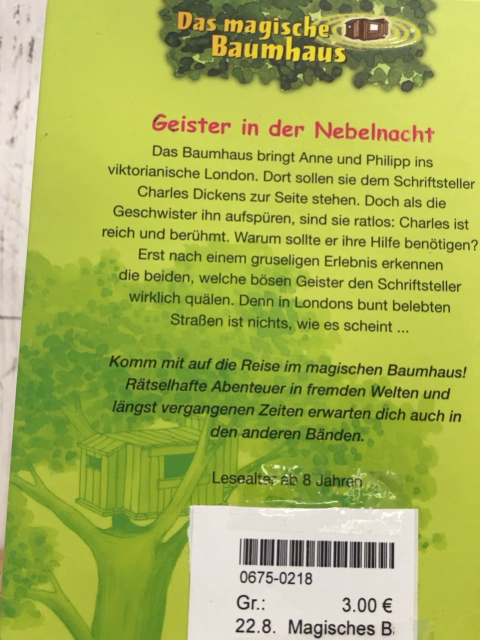 Das magische
Baumhaus
Geister in der Nebelnacht
Das Baumhaus bringt Anne und Philipp ins
viktorianische London. Dort sollen sie dem Schriftsteller
Charles Dickens zur Seite stehen. Doch als die
Geschwister ihn aufspüren, sind sie ratlos: Charles ist
reich und berühmt. Warum sollte er ihre Hilfe benötigen?
Erst nach einem gruseligen Erlebnis erkennen
die beiden, welche bösen Geister den Schriftsteller
wirklich quälen. Denn in Londons bunt belebten
Straßen ist nichts, wie es scheint ...
Komm mit auf die Reise im magischen Baumhaus!
Rätselhafte Abenteuer in fremden Welten und
längst vergangenen Zeiten erwarten dich auch in
den anderen Bänden.
Lesealter ab 8 Jahren
0675-0218
Gr.: 3.00 €
22.8. Magisches B